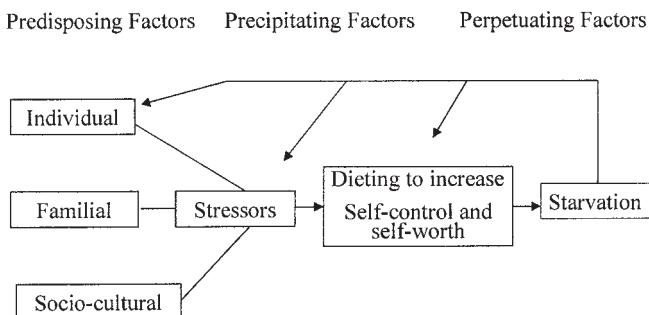 Predisposing Factors Precipitating Factors Perpetuating Factors
Individual
Familial
Stressors
Dieting to increase
Self-control and
self-worth
Starvation
Socio-cultural